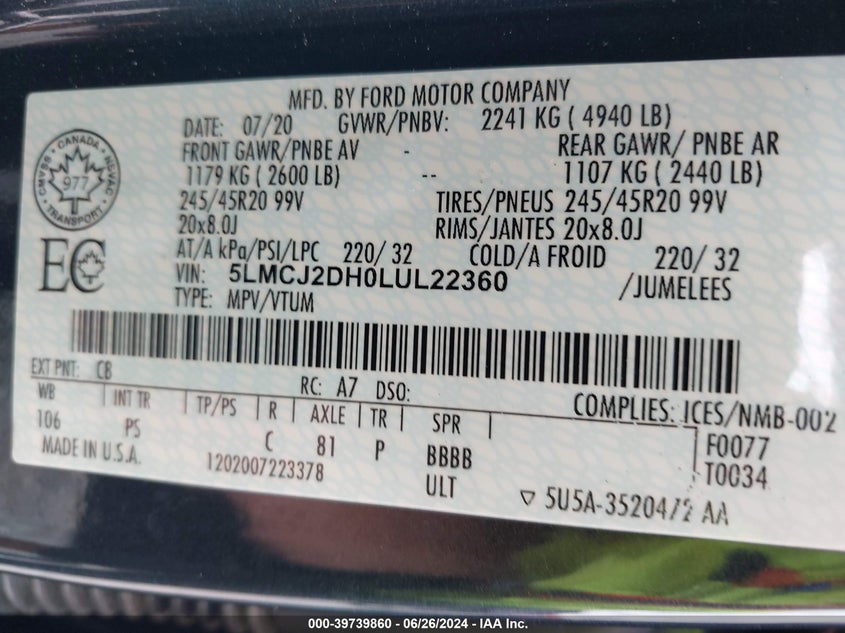 MFD. BY FORD MOTOR COMPANY
DATE: 07/20 GVWR/PNBV: 2241 KG ( 4940 LB)
FRONT GAWR/PNBE AV - REAR GAWR/ PNBE AR
1179 KG ( 2600 LB) -- 1107 KG ( 2440 LB)
245/45R20 99V TIRES/PNEUS 245/45R20 99V
20x8.0J RIMS/JANTES 20x8.0J
AT/A kPa/PSI/LPC 220/ 32 COLD/A FROID 220/ 32
VIN: 5LMCJ2DH0LUL22360 /JUMELEES
TYPE: MPV/VTUM
CANADA
CMVSS NSVAC
977
TRANSPORT
EC
EXT PNT: C8 RC: A7 DSO:
COMPLIES: ICES/NMB-002
WB INT TR TP/PS R AXLE TR SPR
106 PS C 81 P BBBB
F0077
T0034
MADE IN U.S.A. 1202007223378 ULT
5U5A-3520472 AA
000-39739860 - 06/26/2024 - IAA Inc.